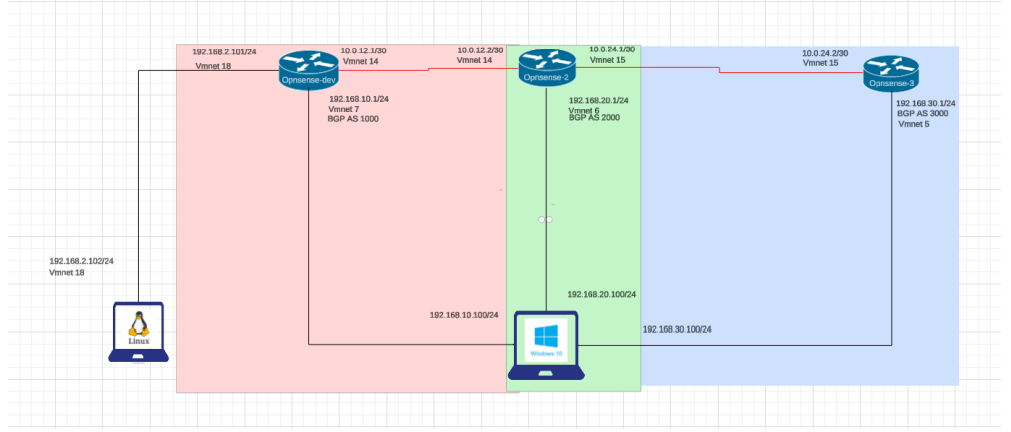 192.168.2.101/24
Vmnet 18
10.0.12.1/30
Vmnet 14
10.0.12.2/30
Vmnet 14
10.0.24.1/30
Vmnet 15
10.0.24.2/30
Vmnet 15
Opnsense-dev
Opnsense-2
Opnsense-3
192.168.10.1/24
Vmnet 7
BGP AS 1000
192.168.20.1/24
Vmnet 6
BGP AS 2000
192.168.30.1/24
BGP AS 3000
Vmnet 5
192.168.2.102/24
Vmnet 18
192.168.20.100/24
192.168.10.100/24
192.168.30.100/24
Linux
Windows 10